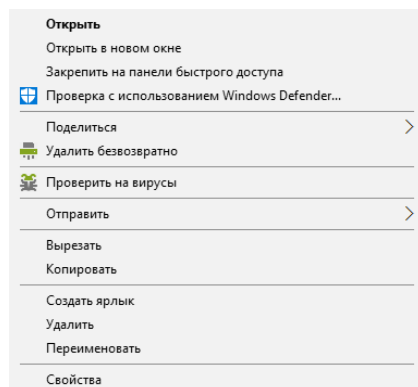 Открыть
Открыть в новом окне
Закрепить на панели быстрого доступа
Проверка с использованием Windows Defender...
Поделиться
Удалить безвозвратно
Проверить на вирусы
Отправить
Вырезать
Копировать
Создать ярлык
Удалить
Переименовать
Свойства